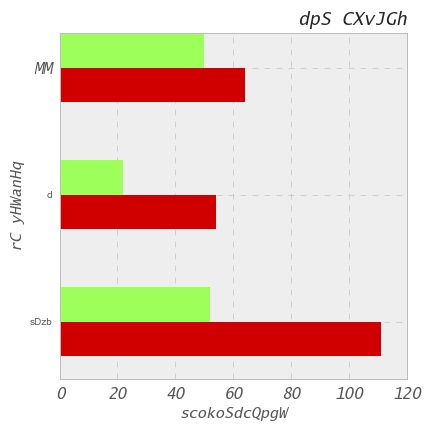 dpS CXvJGh
MM
d
sDzb
rC yHWanHq
0 20 40 60 80 100 120
scokoSdcQpgW